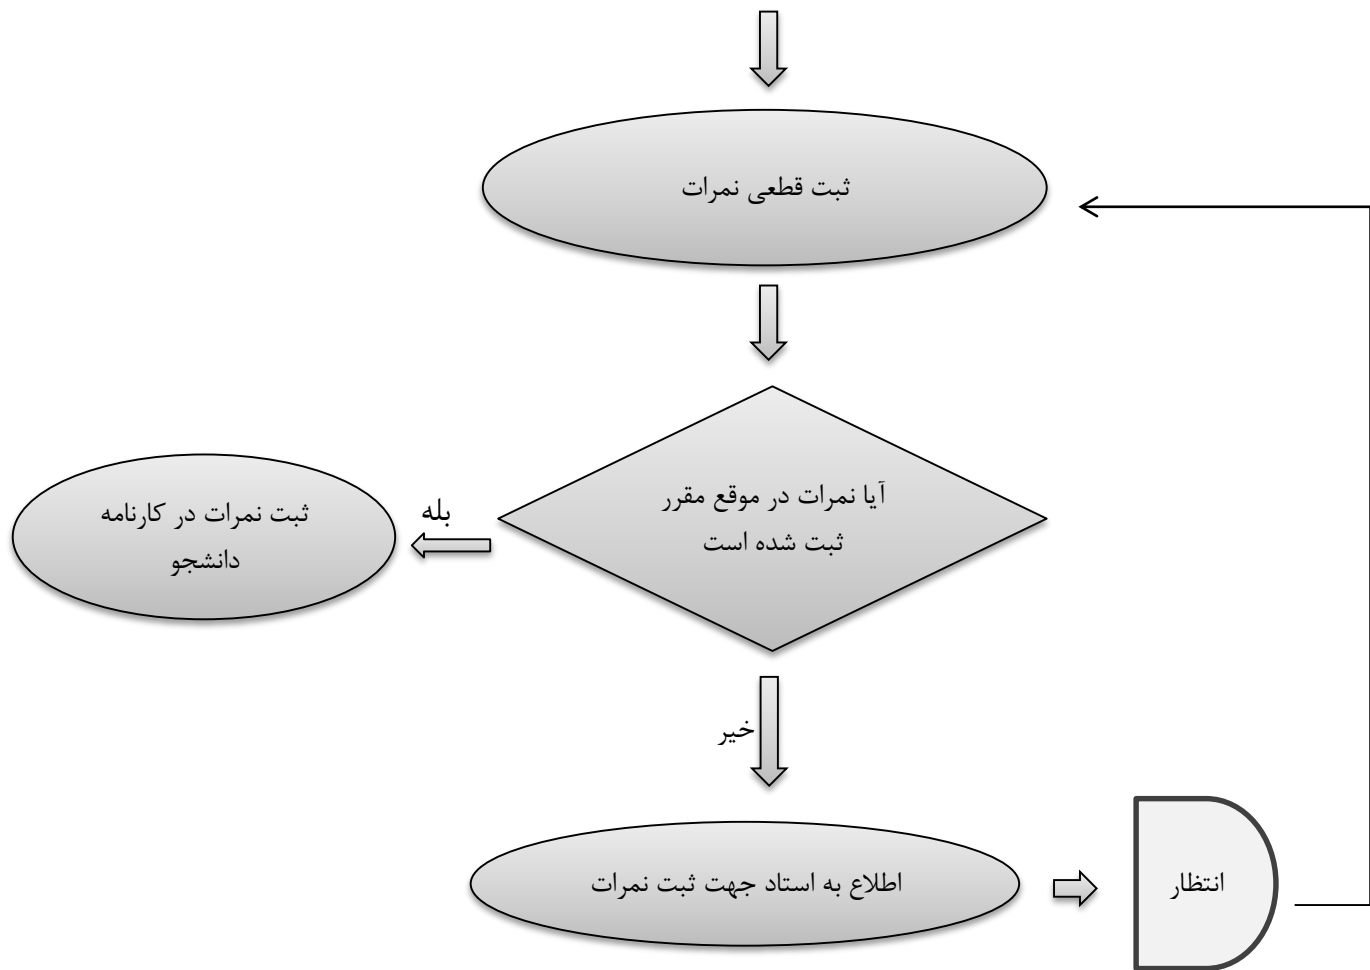 ثبت قطعی نمرات
آیا نمرات در موقع مقرر
ثبت شده است
بله
ثبت نمرات در کارنامه
دانشجو
خیر
اطلاع به استاد جهت ثبت نمرات
انتظار